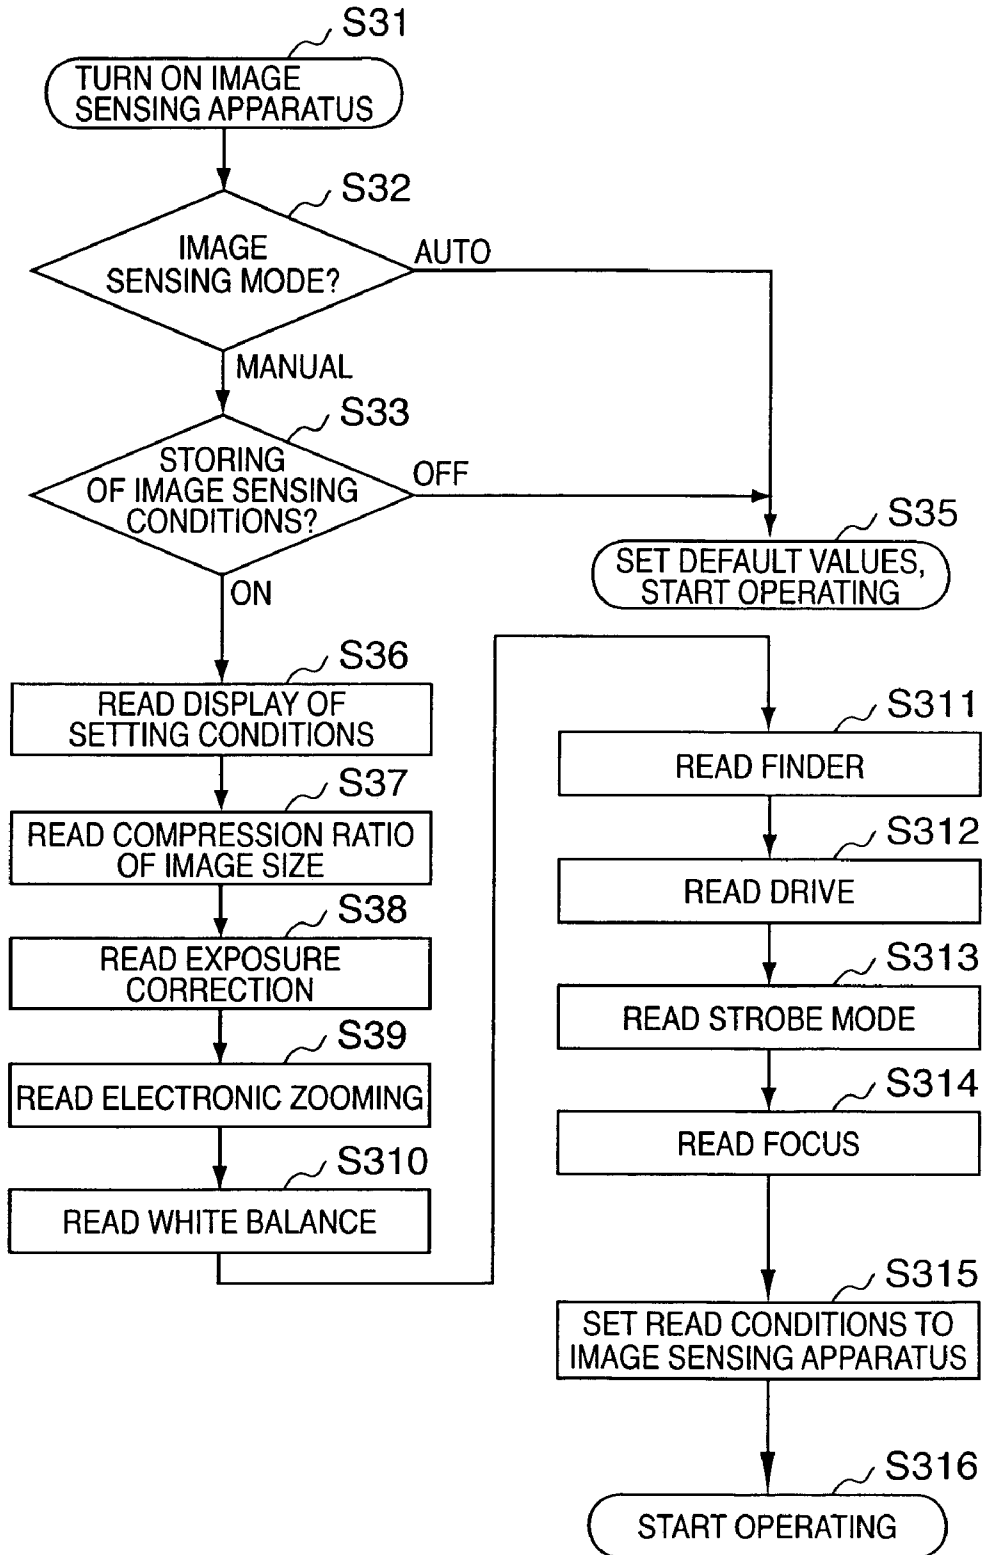 S31
TURN ON IMAGE
SENSING APPARATUS
S32
IMAGE
SENSING MODE?
AUTO
MANUAL
S33
STORING
OF IMAGE SENSING
CONDITIONS?
OFF
ON
S35
SET DEFAULT VALUES,
START OPERATING
S36
READ DISPLAY OF
SETTING CONDITIONS
S37
READ COMPRESSION RATIO
OF IMAGE SIZE
S38
READ EXPOSURE
CORRECTION
S39
READ ELECTRONIC ZOOMING
S310
READ WHITE BALANCE
S311
READ FINDER
S312
READ DRIVE
S313
READ STROBE MODE
S314
READ FOCUS
S315
SET READ CONDITIONS TO
IMAGE SENSING APPARATUS
S316
START OPERATING